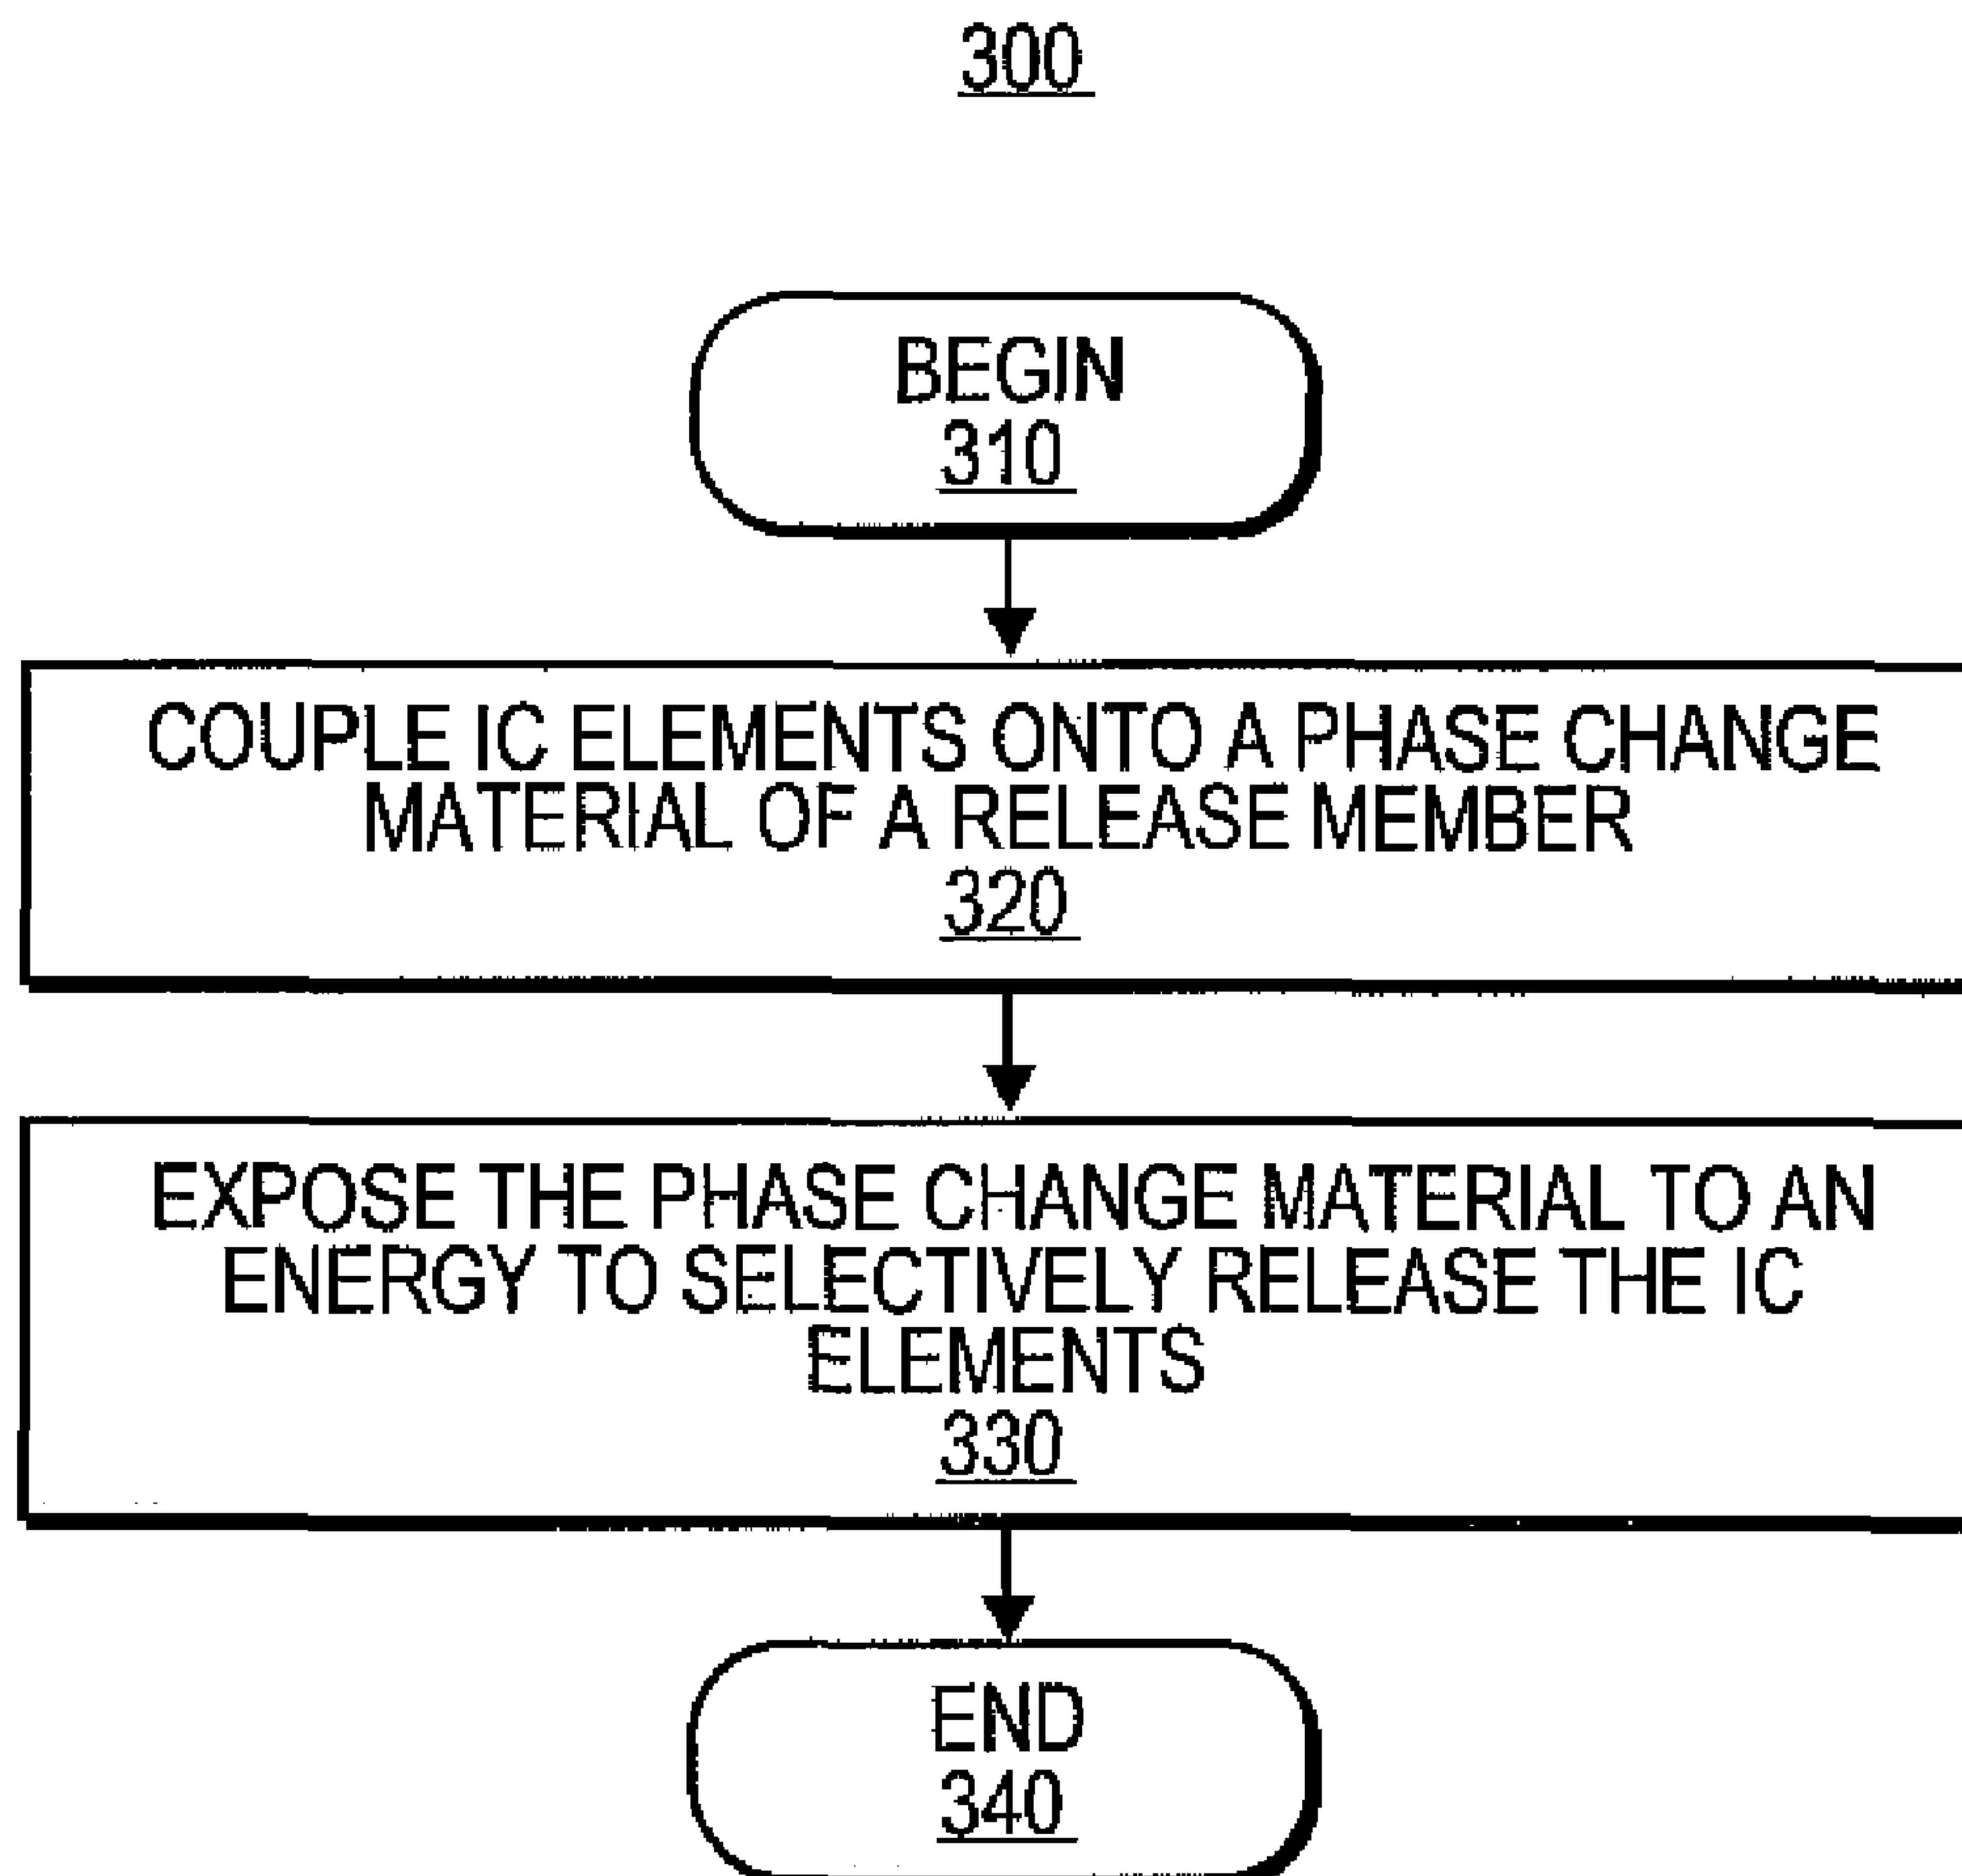 300
BEGIN
310
COUPLE IC ELEMENTS ONTO A PHASE CHANGE
MATERIAL OF A RELEASE MEMBER
320
EXPOSE THE PHASE CHANGE MATERIAL TO AN
ENERGY TO SELECTIVELY RELEASE THE IC
ELEMENTS
330
END
340